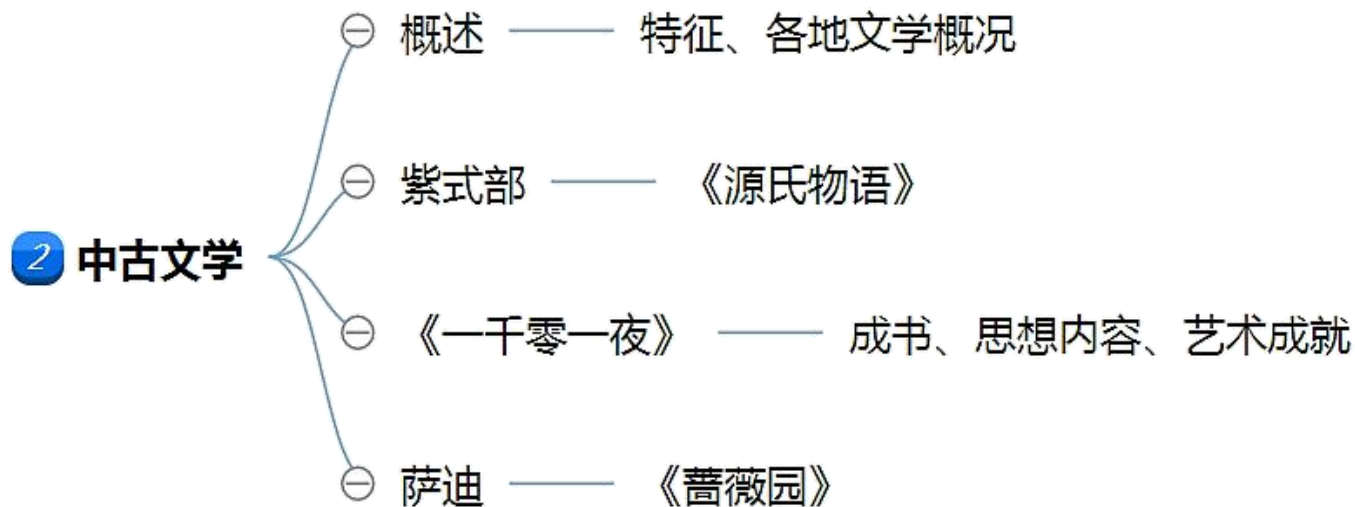 概述 特征、各地文学概况
紫式部 《源氏物语》
2 中古文学
《一千零一夜》 成书、思想内容、艺术成就
萨迪 《蔷薇园》